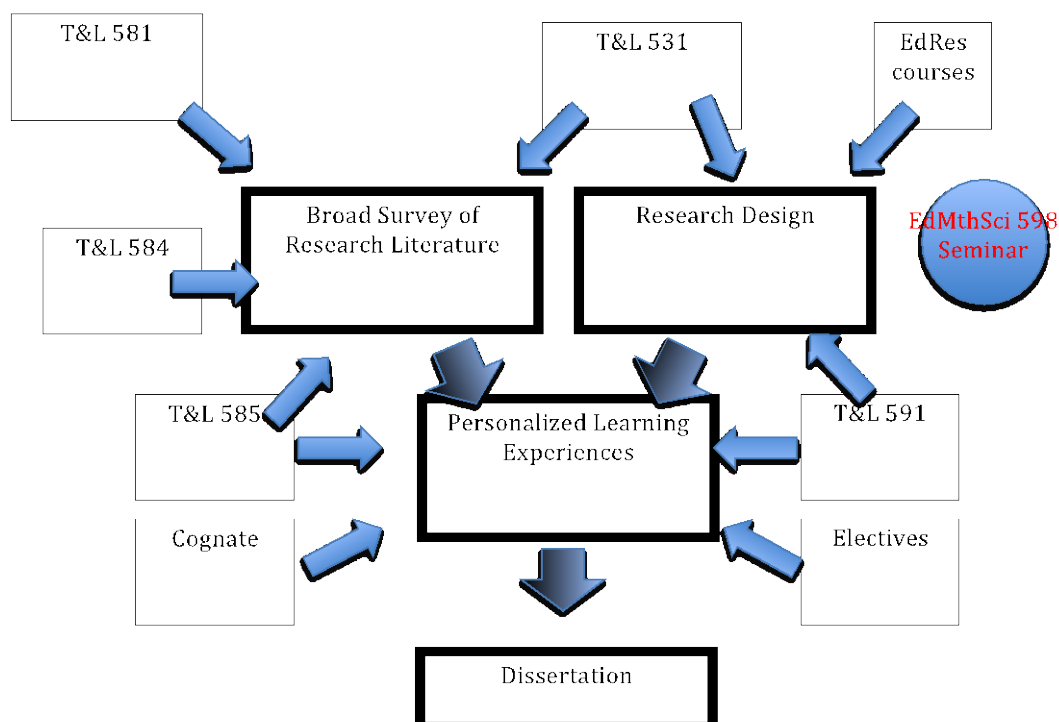 T&L 581
T&L 531
EdRes
courses
Broad Survey of
Research Literature
Research Design
EdMthSci 598
Seminar
T&L 584
T&L 585
Personalized Learning
Experiences
T&L 591
Cognate
Electives
Dissertation